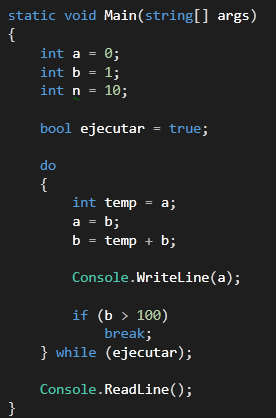 static void Main(string[] args)
{
    int a = 0;
    int b = 1;
    int n = 10;

    bool ejecutar = true;

    do
    {
        int temp = a;
        a = b;
        b = temp + b;

        Console.WriteLine(a);

        if (b > 100)
            break;
    } while (ejecutar);

    Console.ReadLine();
}